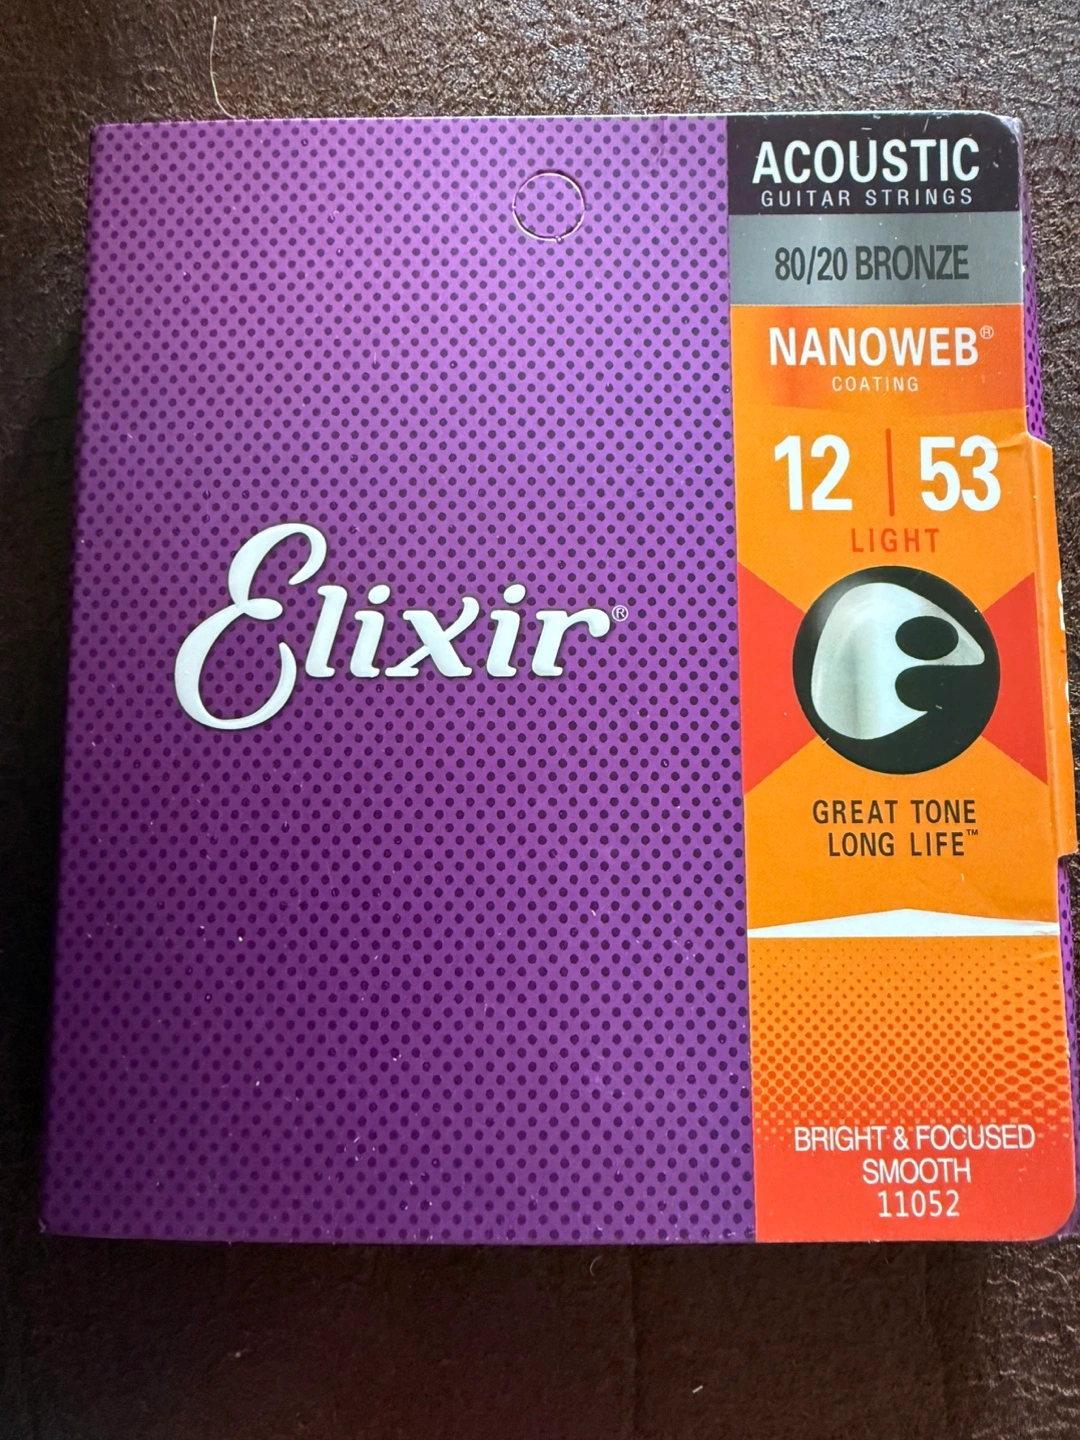 ACOUSTIC
GUITAR STRINGS
80/20 BRONZE
NANOWEB®
COATING
12 | 53
LIGHT
Elixir®
GREAT TONE
LONG LIFE™
BRIGHT & FOCUSED
SMOOTH
11052